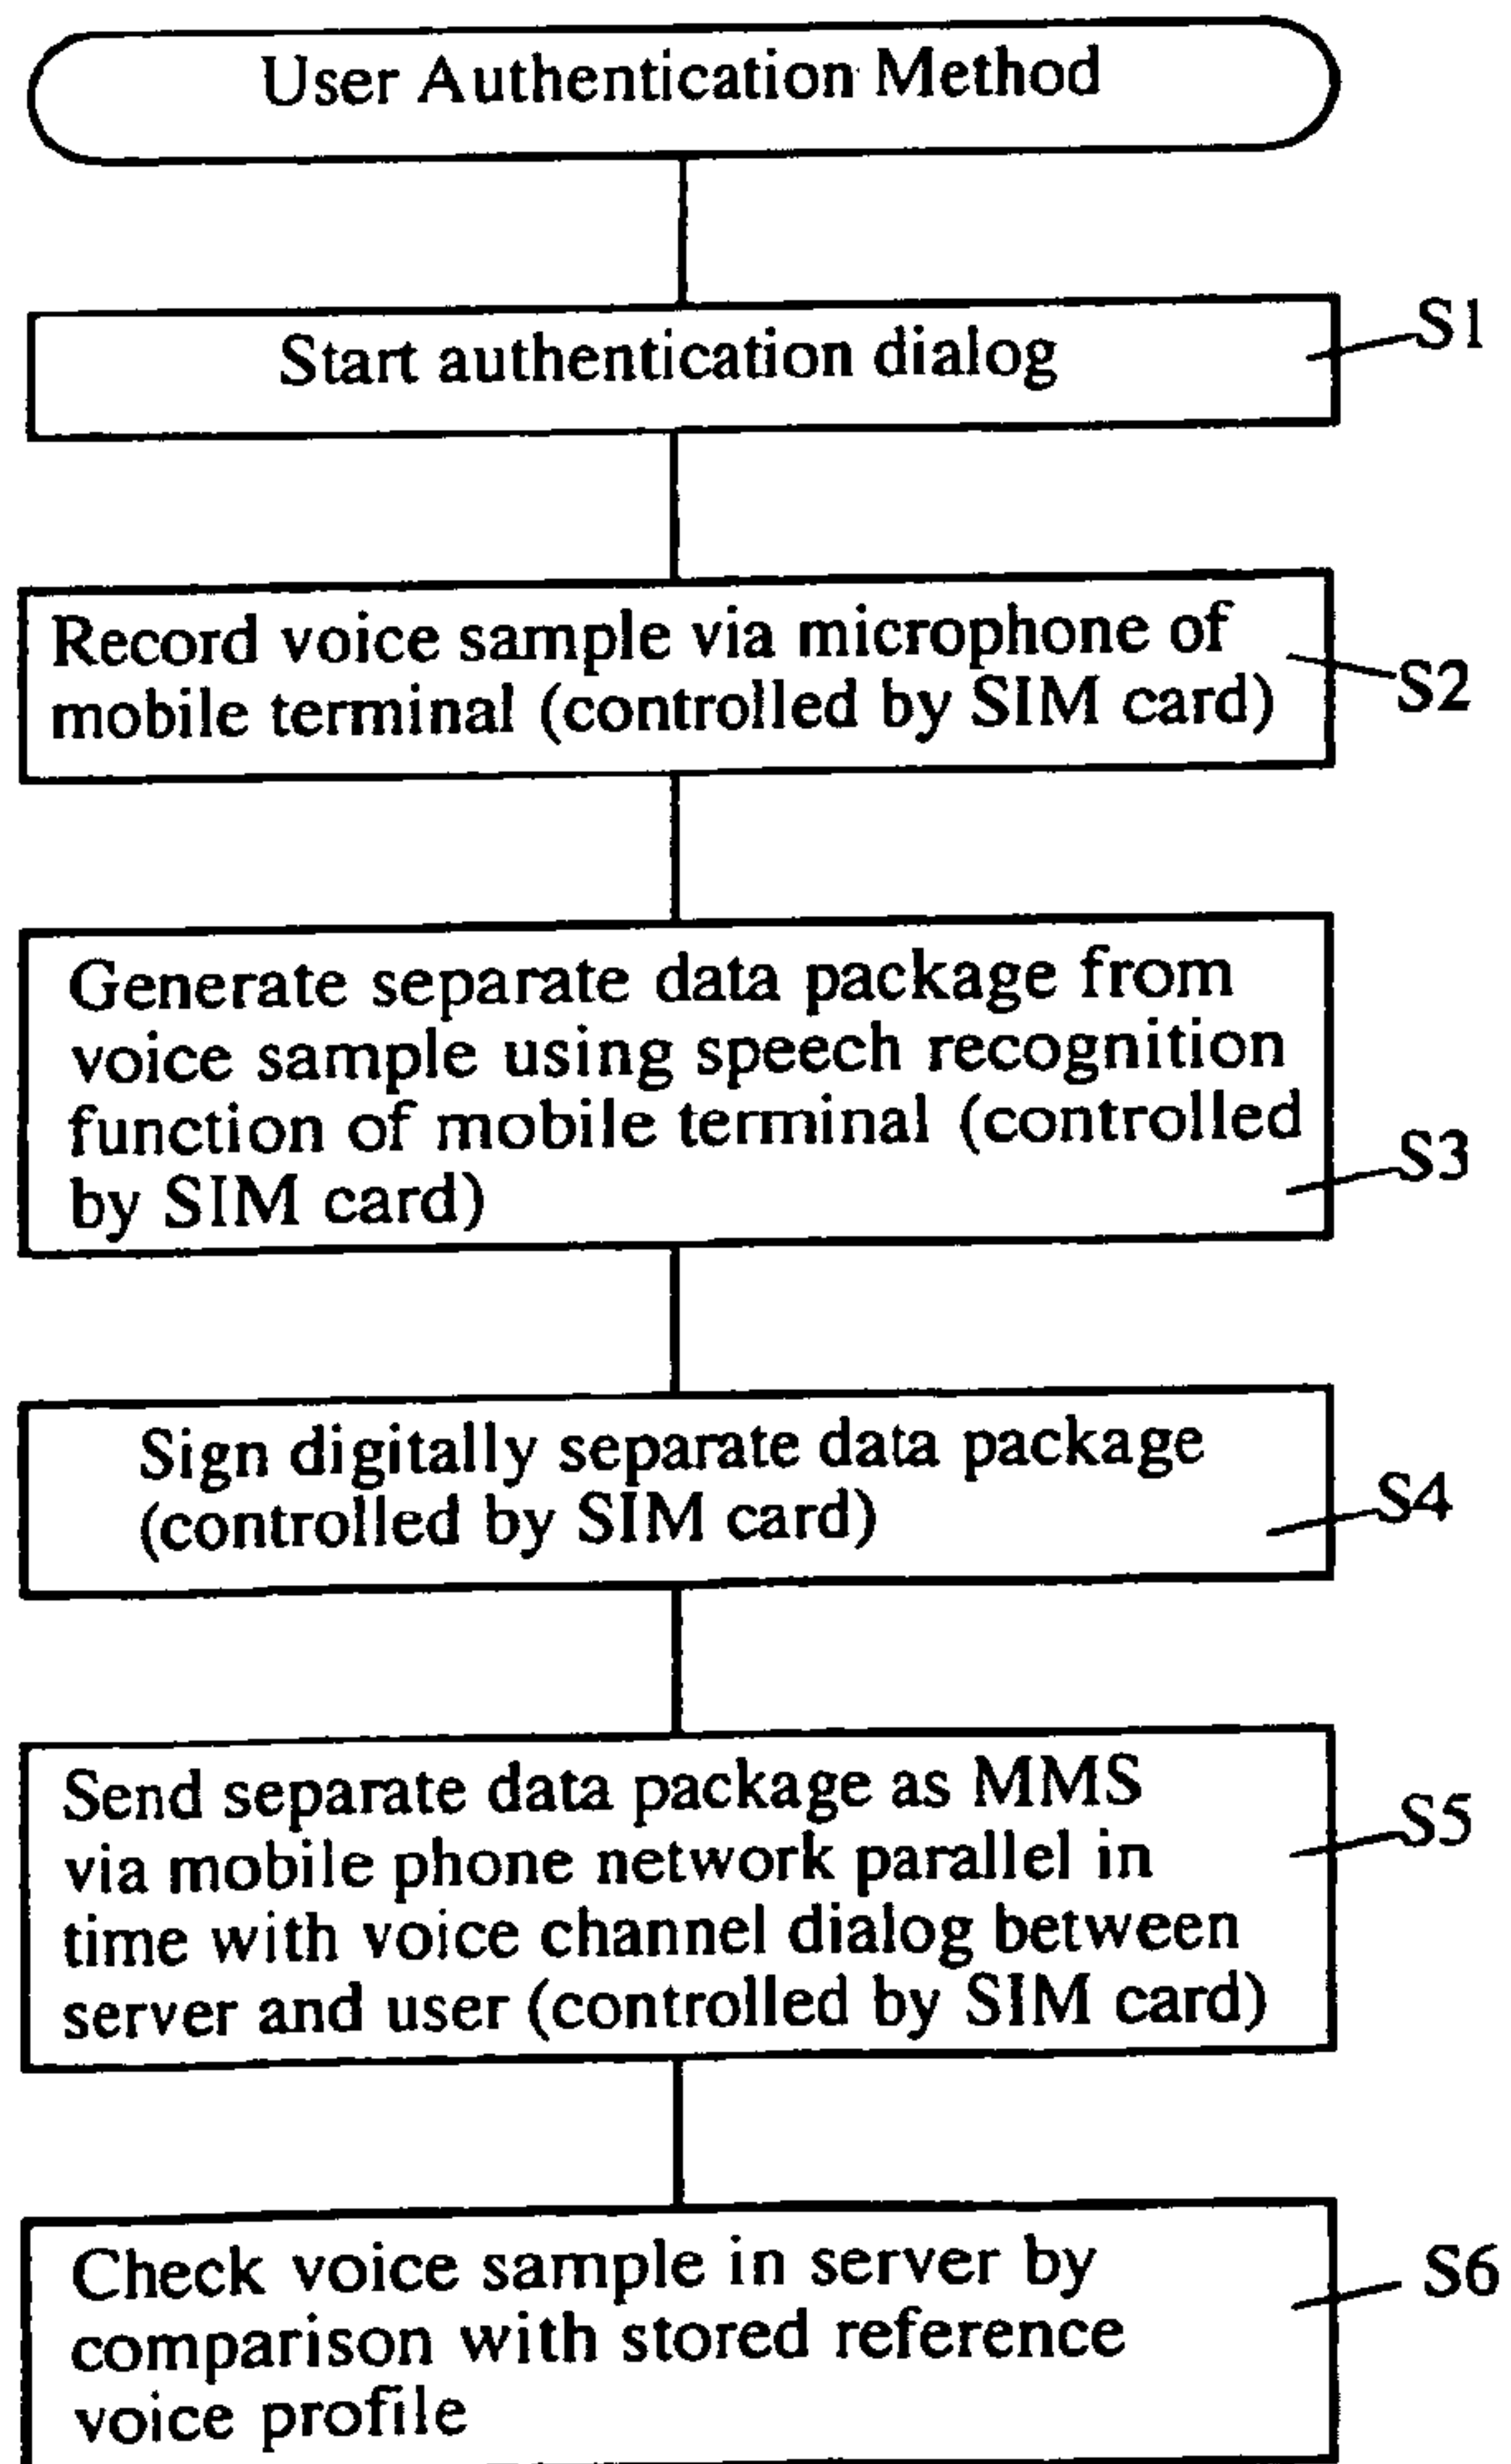 User Authentication Method
Start authentication dialog
S1
Record voice sample via microphone of
mobile terminal (controlled by SIM card)
S2
Generate separate data package from
voice sample using speech recognition
function of mobile terminal (controlled
by SIM card)
S3
Sign digitally separate data package
(controlled by SIM card)
S4
Send separate data package as MMS
via mobile phone network parallel in
time with voice channel dialog between
server and user (controlled by SIM card)
S5
Check voice sample in server by
comparison with stored reference
voice profile
S6